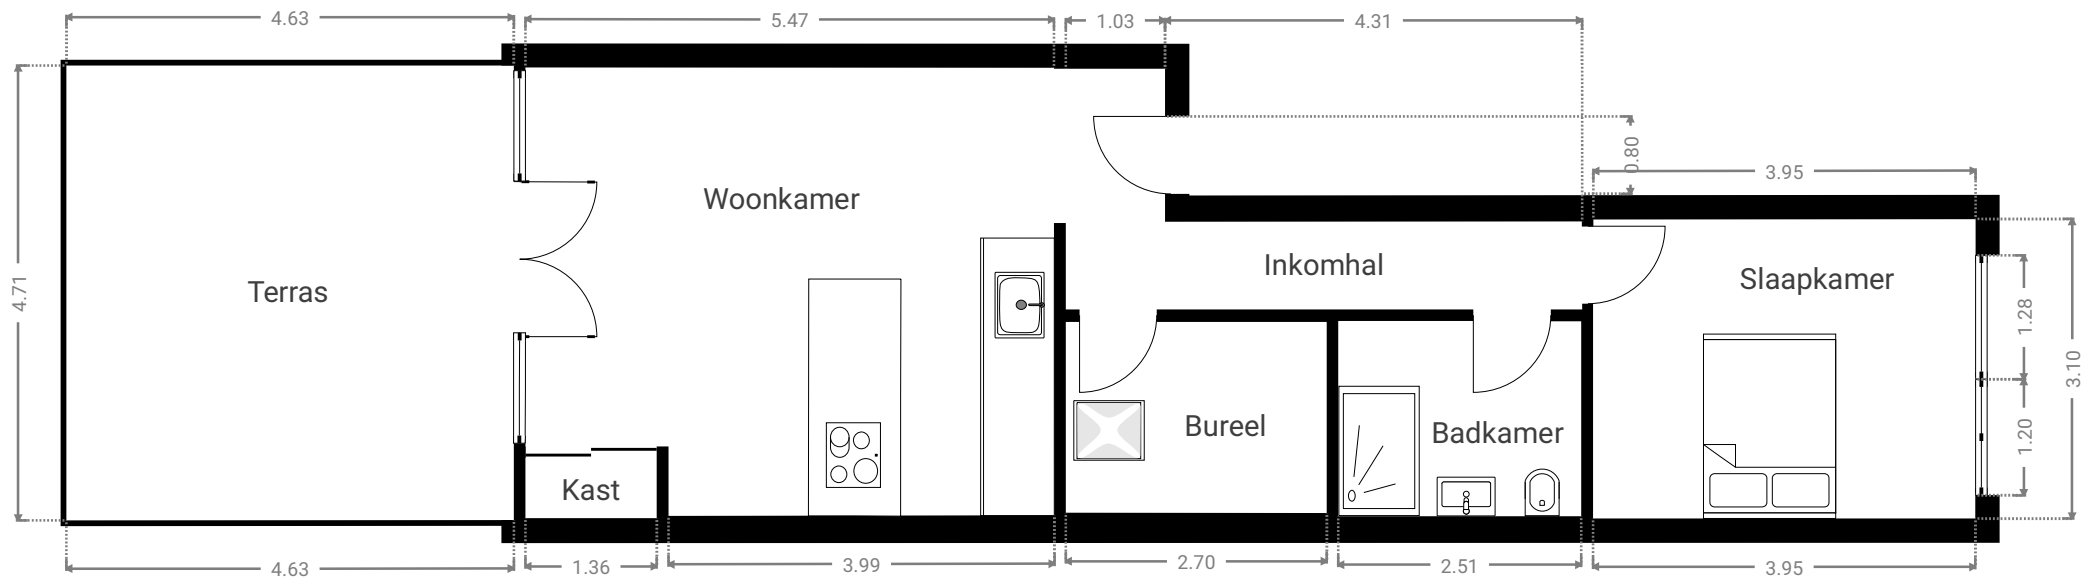 4.63
5.47
1.03
4.31
0.80
3.95
Woonkamer
Inkomhal
Slaapkamer
Terras
4.71
1.28
3.10
1.20
Bureel
Badkamer
Kast
4.63
1.36
3.99
2.70
2.51
3.95